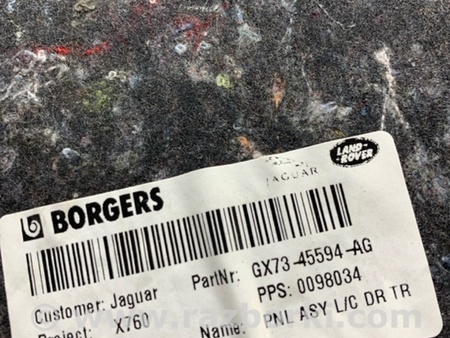 LAND-
ROVER
JAGUAR
BORGERS
PartNr: GX73-45594-AG
PPS: 0098034
Customer: Jaguar
Project: X760
Name: PNL ASY L/C DR TR
www.razborki.com